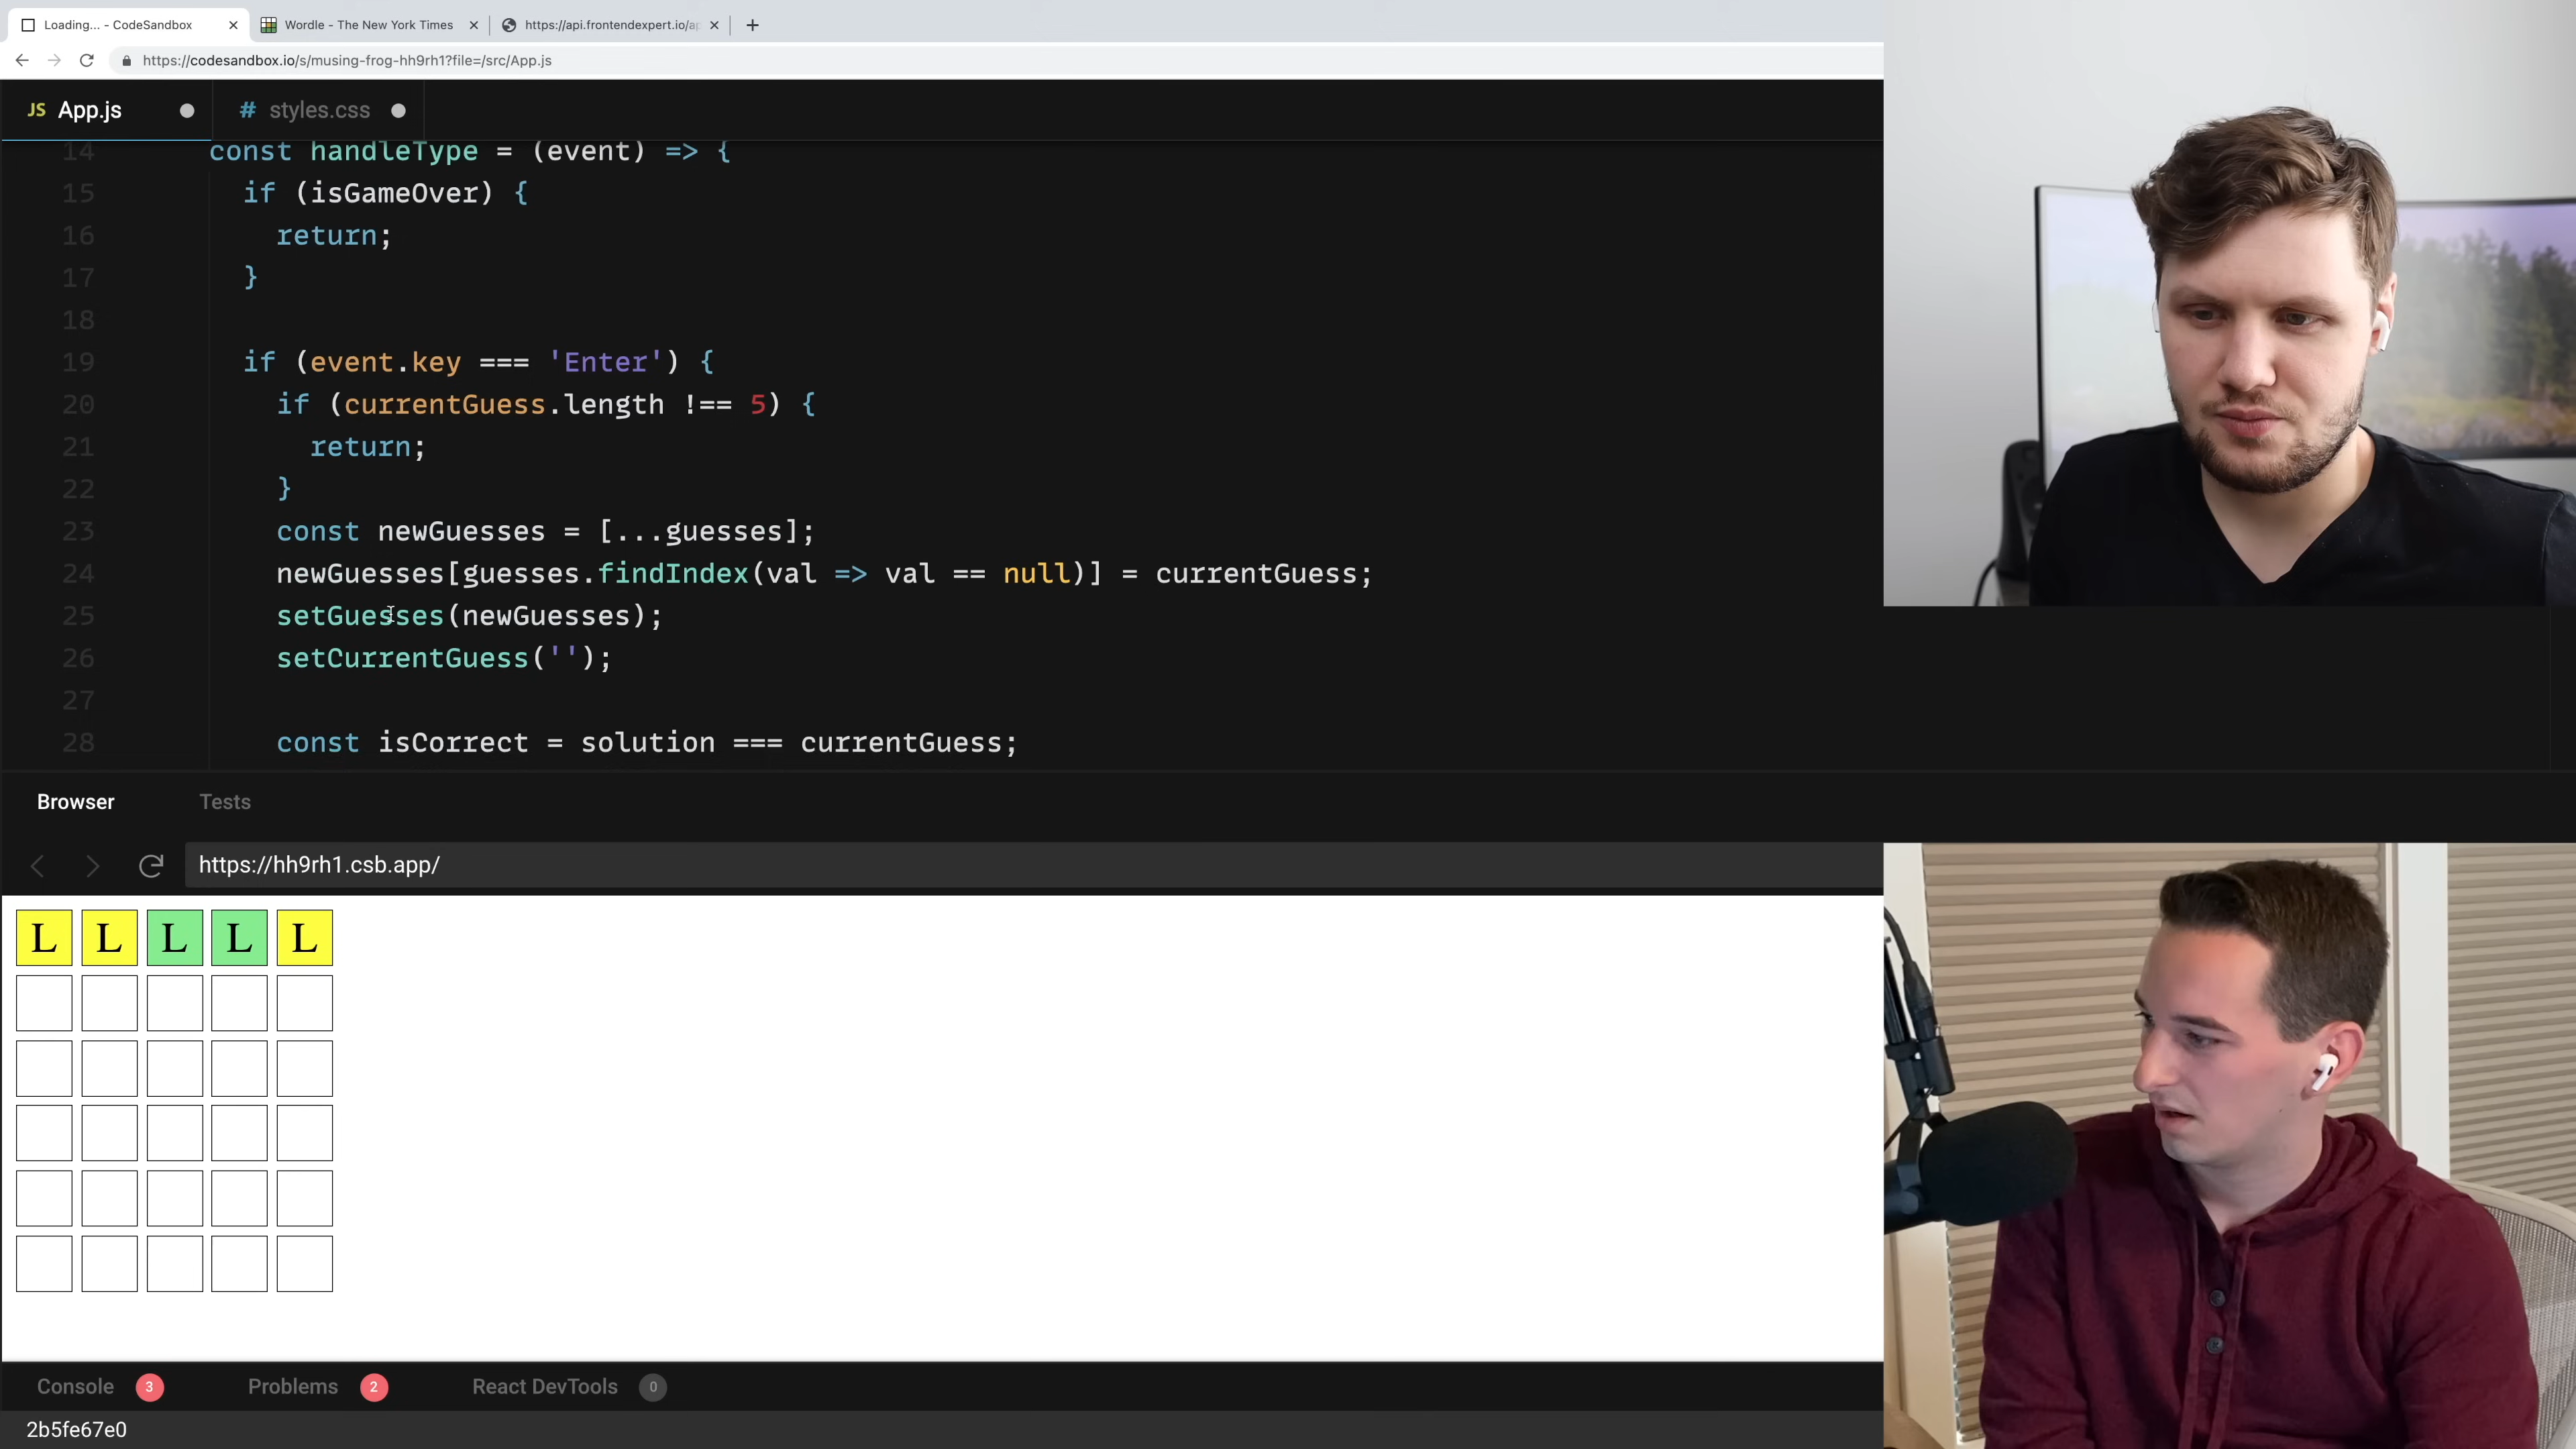 Loading... - CodeSandbox
Wordle - The New York Times
https://api.frontendexpert.io/ap
https://codesandbox.io/s/musing-frog-hh9rh1?file=/src/App.js
JS App.js
# styles.css
14 const handleType = (event) => {
15 if (isGameOver) {
16 return;
17 }
18
19 if (event.key === 'Enter') {
20 if (currentGuess.length !== 5) {
21 return;
22 }
23 const newGuesses = [...guesses];
24 newGuesses[guesses.findIndex(val => val == null)] = currentGuess;
25 setGuesses(newGuesses);
26 setCurrentGuess('');
27
28 const isCorrect = solution === currentGuess;
Browser Tests
https://hh9rh1.csb.app/
L L L L L
Console 3 Problems 2 React DevTools 0
2b5fe67e0